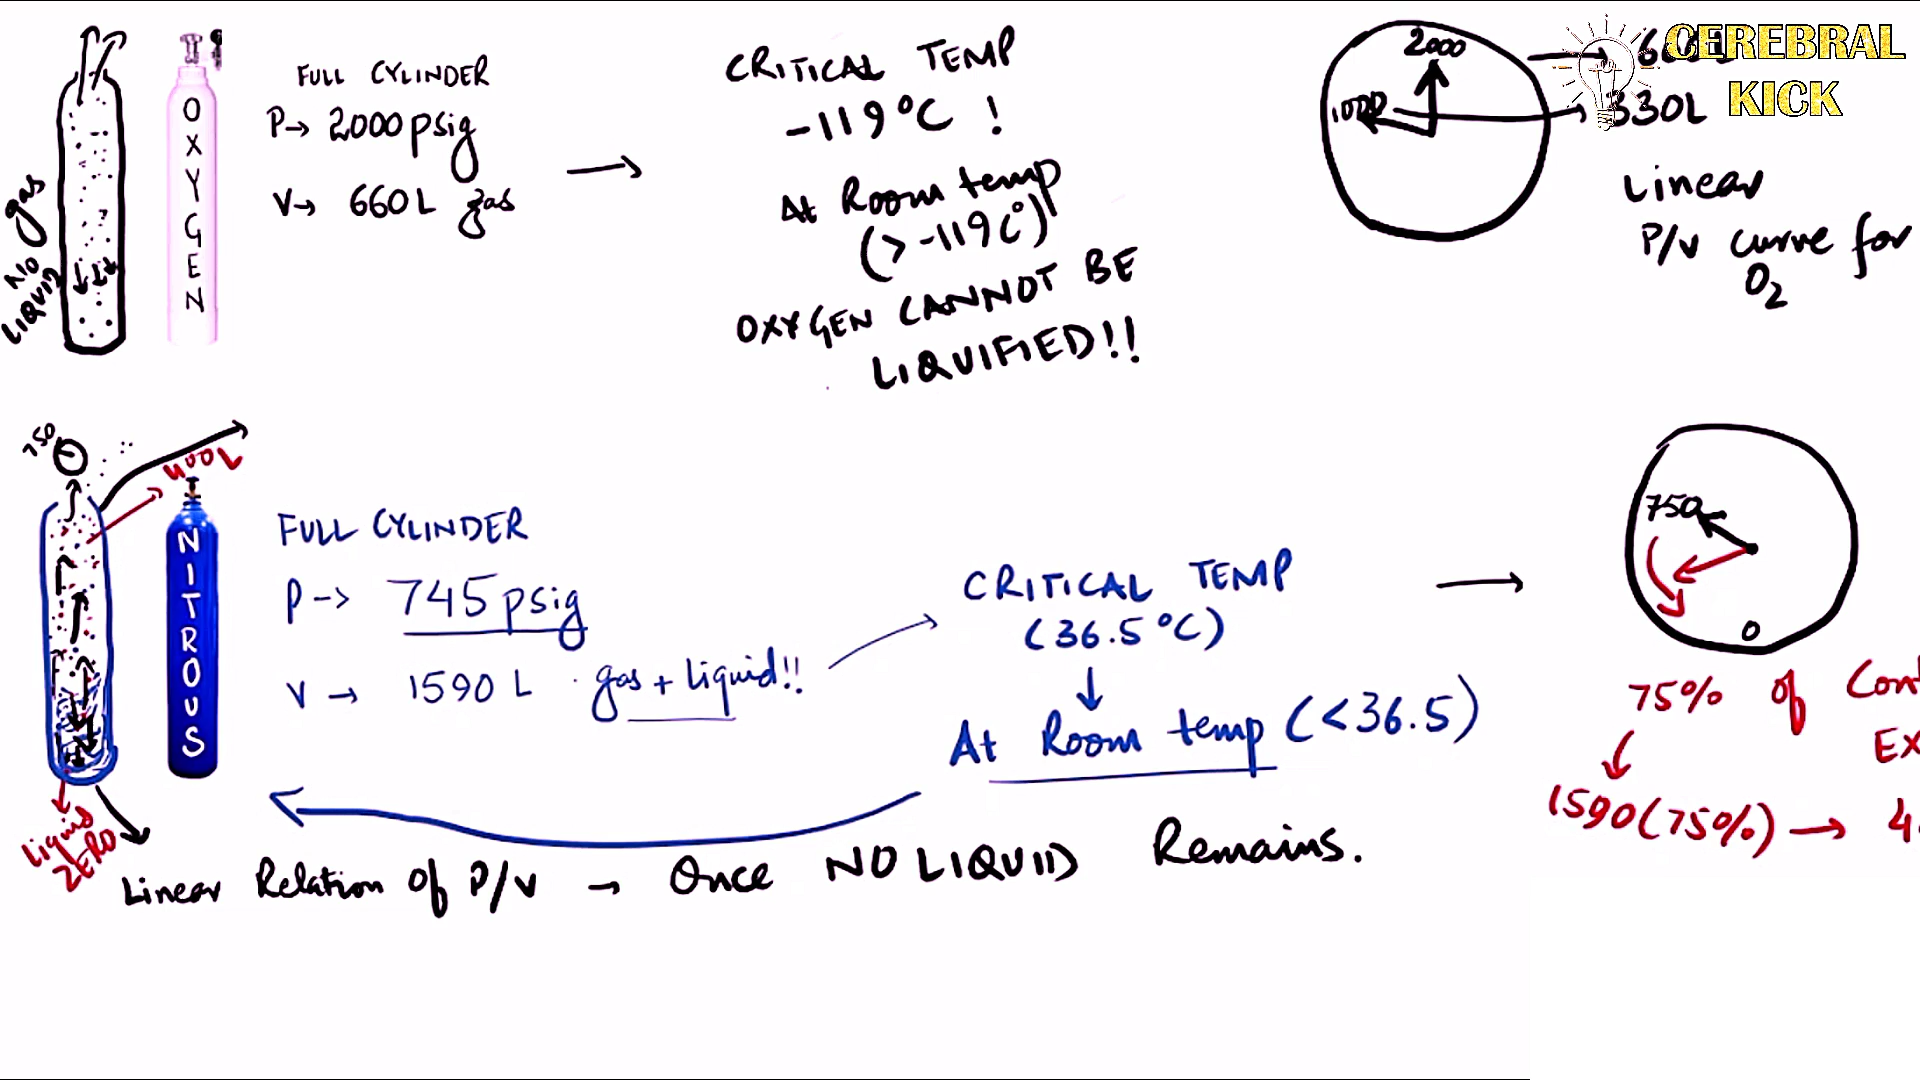 FULL CYLINDER
P→ 2000 psig
V→ 660 L gas
gas
NO
LIQUID
OXYGEN
CRITICAL TEMP
-119°C !
At Room temp
(>-119°C)
OXYGEN CANNOT BE
LIQUIFIED!!
2000
1000
330L
CEREBRAL
KICK
Linear
P/V curve for
O2
750
400L
NITROUS
FULL CYLINDER
P-> 745 psig
V → 1590 L . gas + Liquid!!
CRITICAL TEMP
(36.5°C)
At Room temp (<36.5)
750
0
75% of Cont
Ex
1590(75%) → 4
Liquid
ZERO
Linear Relation Of P/V → Once NO LIQUID Remains.